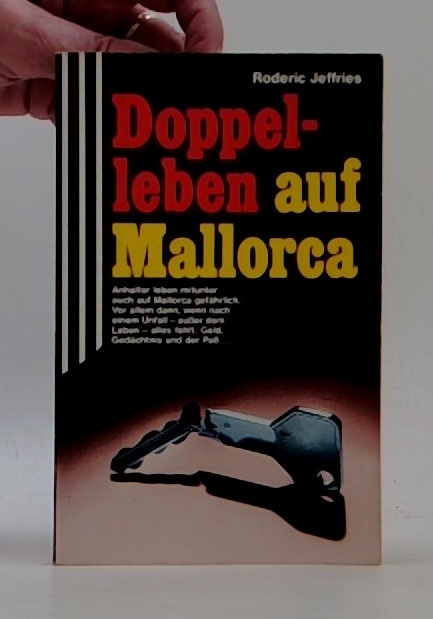 Roderic Jeffries
Doppel-
leben auf
Mallorca
Anhalter leben mitunter
auch auf Mallorca gefährlich.
Vor allem dann, wenn nach
einem Unfall – außer dem
Leben – alles fehlt: Geld,
Gedächtnis und der Paß...